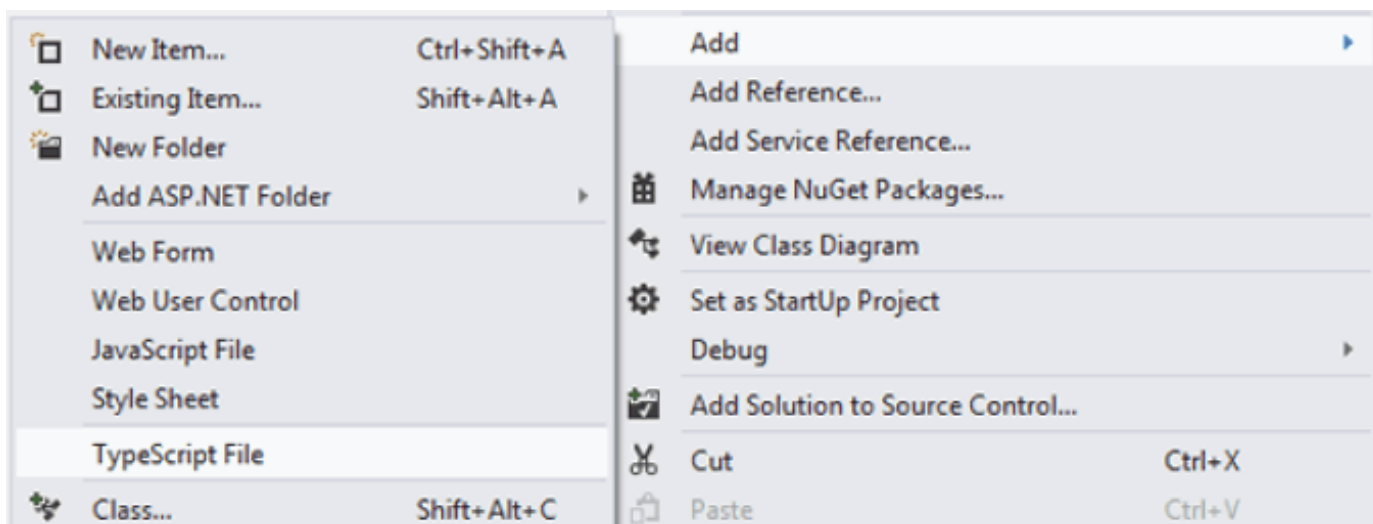 New Item... Ctrl+Shift+A
Existing Item... Shift+Alt+A
New Folder
Add ASP.NET Folder
Web Form
Web User Control
JavaScript File
Style Sheet
TypeScript File
Class... Shift+Alt+C
Add
Add Reference...
Add Service Reference...
Manage NuGet Packages...
View Class Diagram
Set as StartUp Project
Debug
Add Solution to Source Control...
Cut Ctrl+X
Paste Ctrl+V